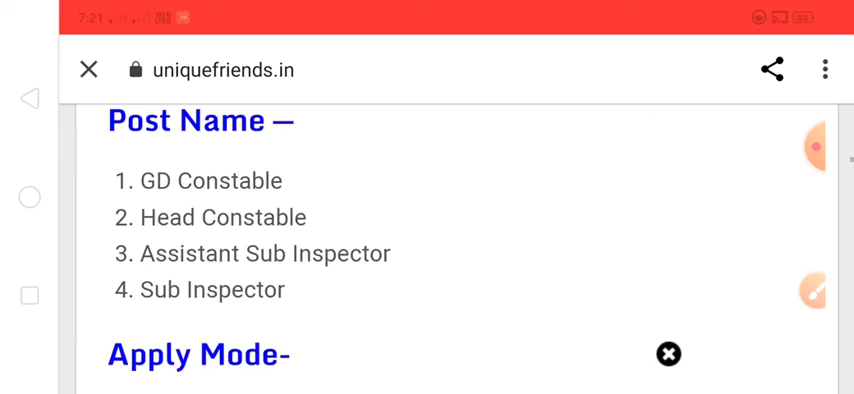 7:21
uniquefriends.in
Post Name —
1. GD Constable
2. Head Constable
3. Assistant Sub Inspector
4. Sub Inspector
Apply Mode-